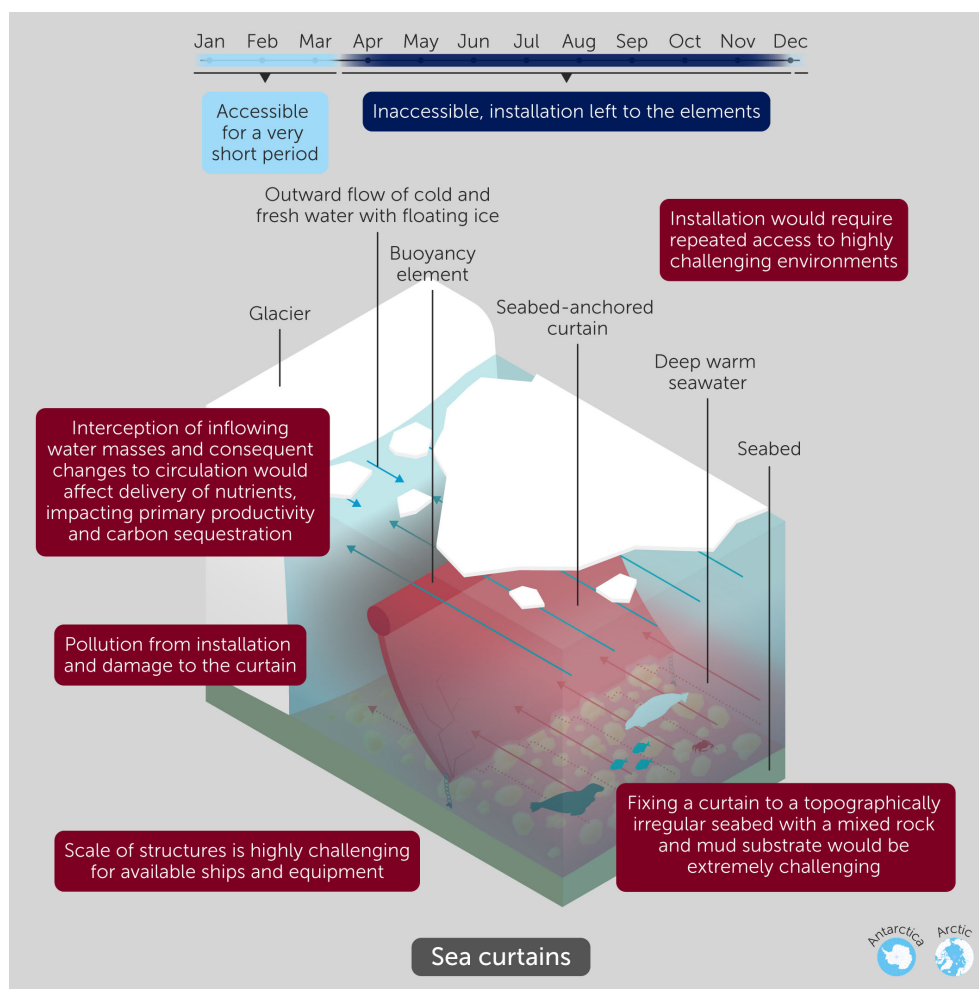 Jan Feb Mar Apr May Jun Jul Aug Sep Oct Nov Dec
Accessible
for a very
short period
Inaccessible, installation left to the elements
Outward flow of cold and
fresh water with floating ice
Installation would require
repeated access to highly
challenging environments
Buoyancy
element
Glacier
Seabed-anchored
curtain
Deep warm
seawater
Seabed
Interception of inflowing
water masses and consequent
changes to circulation would
affect delivery of nutrients,
impacting primary productivity
and carbon sequestration
Pollution from installation
and damage to the curtain
Scale of structures is highly challenging
for available ships and equipment
Fixing a curtain to a topographically
irregular seabed with a mixed rock
and mud substrate would be
extremely challenging
Sea curtains
Antarctica
Arctic